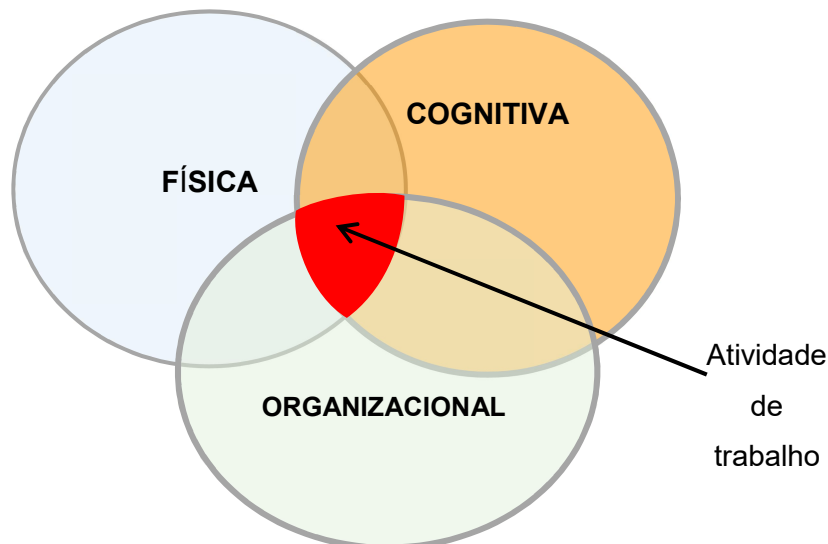 COGNITIVA
FÍSICA
ORGANIZACIONAL
Atividade
de
trabalho